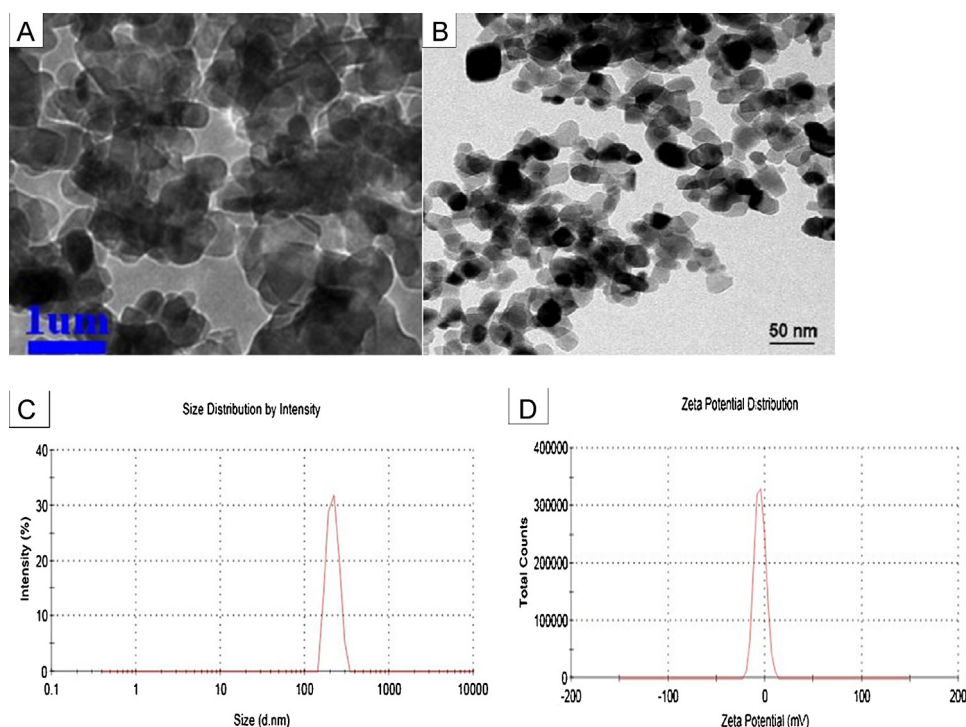 A
B
1um
50 nm
C
Size Distribution by Intensity
40
30
20
10
0
Intensity (%)
0.1
1
10
100
1000
10000
Size (d.nm)
D
Zeta Potential Distribution
400000
300000
200000
100000
0
Total Counts
-200
-100
0
100
200
Zeta Potential (mV)